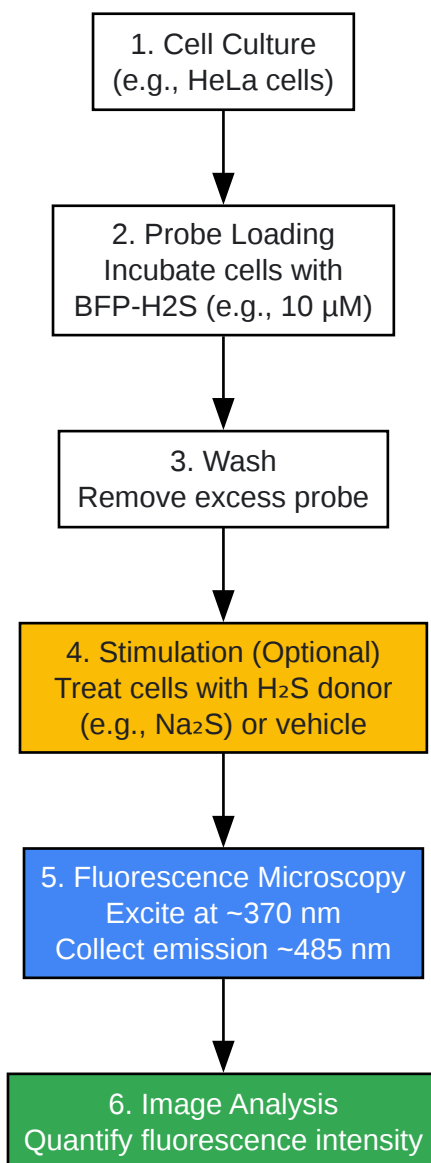 1. Cell Culture
(e.g., HeLa cells)
2. Probe Loading
Incubate cells with
BFP-H2S (e.g., 10 µM)
3. Wash
Remove excess probe
4. Stimulation (Optional)
Treat cells with H₂S donor
(e.g., Na₂S) or vehicle
5. Fluorescence Microscopy
Excite at ~370 nm
Collect emission ~485 nm
6. Image Analysis
Quantify fluorescence intensity